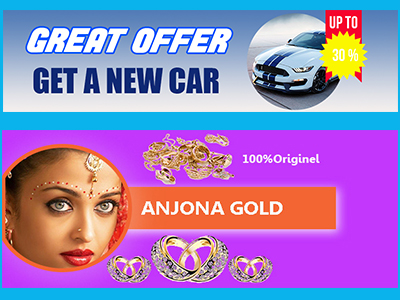 GREAT OFFER
GET A NEW CAR
UP TO
30 %
100%Originel
ANJONA GOLD